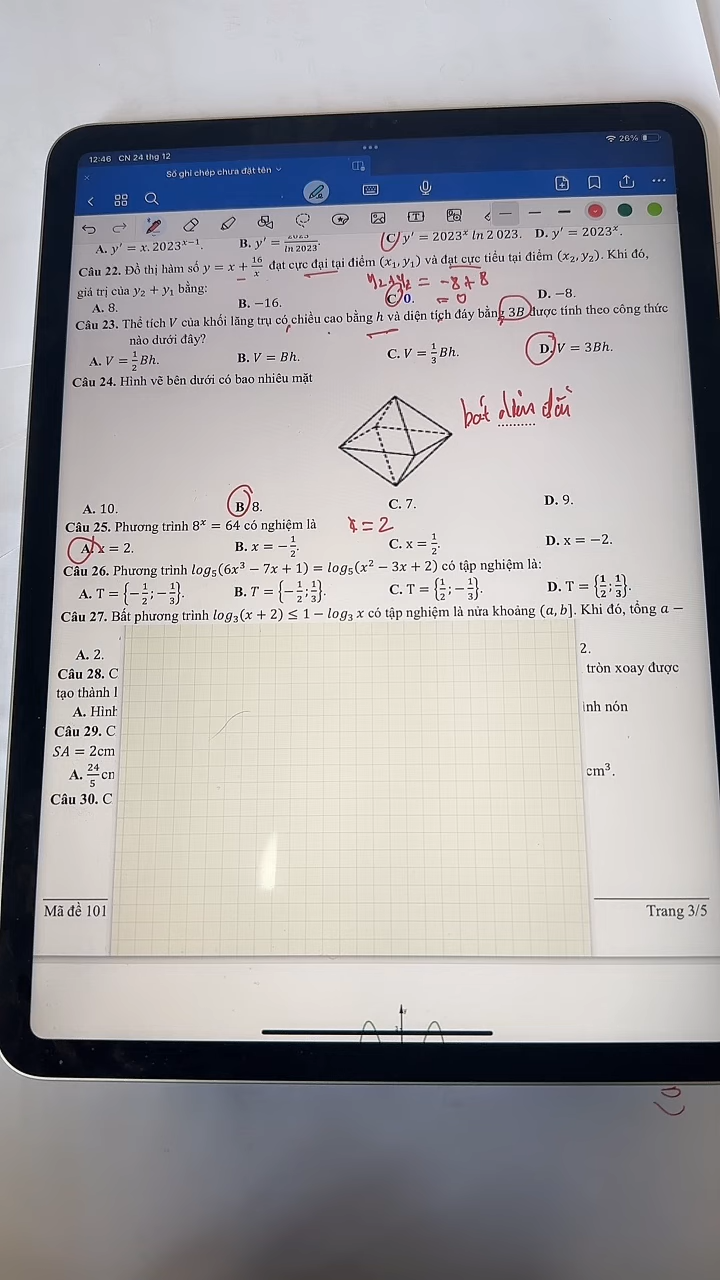 12:46 CN 24 thg 12
26%
Sổ ghi chép chưa đặt tên
A. y′ = x. 2023ˣ⁻¹. B. y′ = 2023ˣ/ln 2023. C. y′ = 2023ˣ ln 2 023. D. y′ = 2023ˣ.
Câu 22. Đồ thị hàm số y = x + 16/x đạt cực đại tại điểm (x₁, y₁) và đạt cực tiểu tại điểm (x₂, y₂). Khi đó,
giá trị của y₂ + y₁ bằng:
y₂+y₁ = -8+8
= 0
A. 8. B. −16. C. 0. D. −8.
Câu 23. Thể tích V của khối lăng trụ có chiều cao bằng h và diện tích đáy bằng 3B được tính theo công thức
nào dưới đây?
A. V = 1/2 Bh. B. V = Bh. C. V = 1/3 Bh. D. V = 3Bh.
Câu 24. Hình vẽ bên dưới có bao nhiêu mặt
bát diện đều
A. 10. B. 8. C. 7. D. 9.
Câu 25. Phương trình 8ˣ = 64 có nghiệm là
x = 2
A. x = 2. B. x = −1/2. C. x = 1/2. D. x = −2.
Câu 26. Phương trình log₅(6x³ − 7x + 1) = log₅(x² − 3x + 2) có tập nghiệm là:
A. T = {−1/2; −1/3}. B. T = {−1/2; 1/3}. C. T = {1/2; −1/3}. D. T = {1/2; 1/3}.
Câu 27. Bất phương trình log₃(x + 2) ≤ 1 − log₃ x có tập nghiệm là nửa khoảng (a, b]. Khi đó, tổng a −
A. 2. 2.
Câu 28. C tròn xoay được
tạo thành l
A. Hình ình nón
Câu 29. C
SA = 2cm
A. 24/5 cm cm³.
Câu 30. C
Mã đề 101 Trang 3/5
y